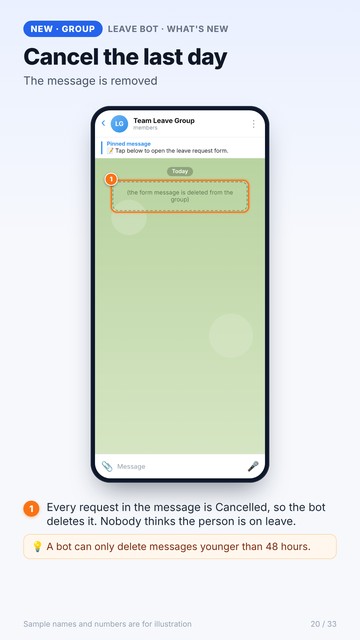 NEW · GROUP LEAVE BOT · WHAT'S NEW
Cancel the last day
The message is removed
LG Team Leave Group
members
Pinned message
📝 Tap below to open the leave request form.
Today
1
(the form message is deleted from the
group)
Message
1 Every request in the message is Cancelled, so the bot
deletes it. Nobody thinks the person is on leave.
💡 A bot can only delete messages younger than 48 hours.
Sample names and numbers are for illustration 20 / 33